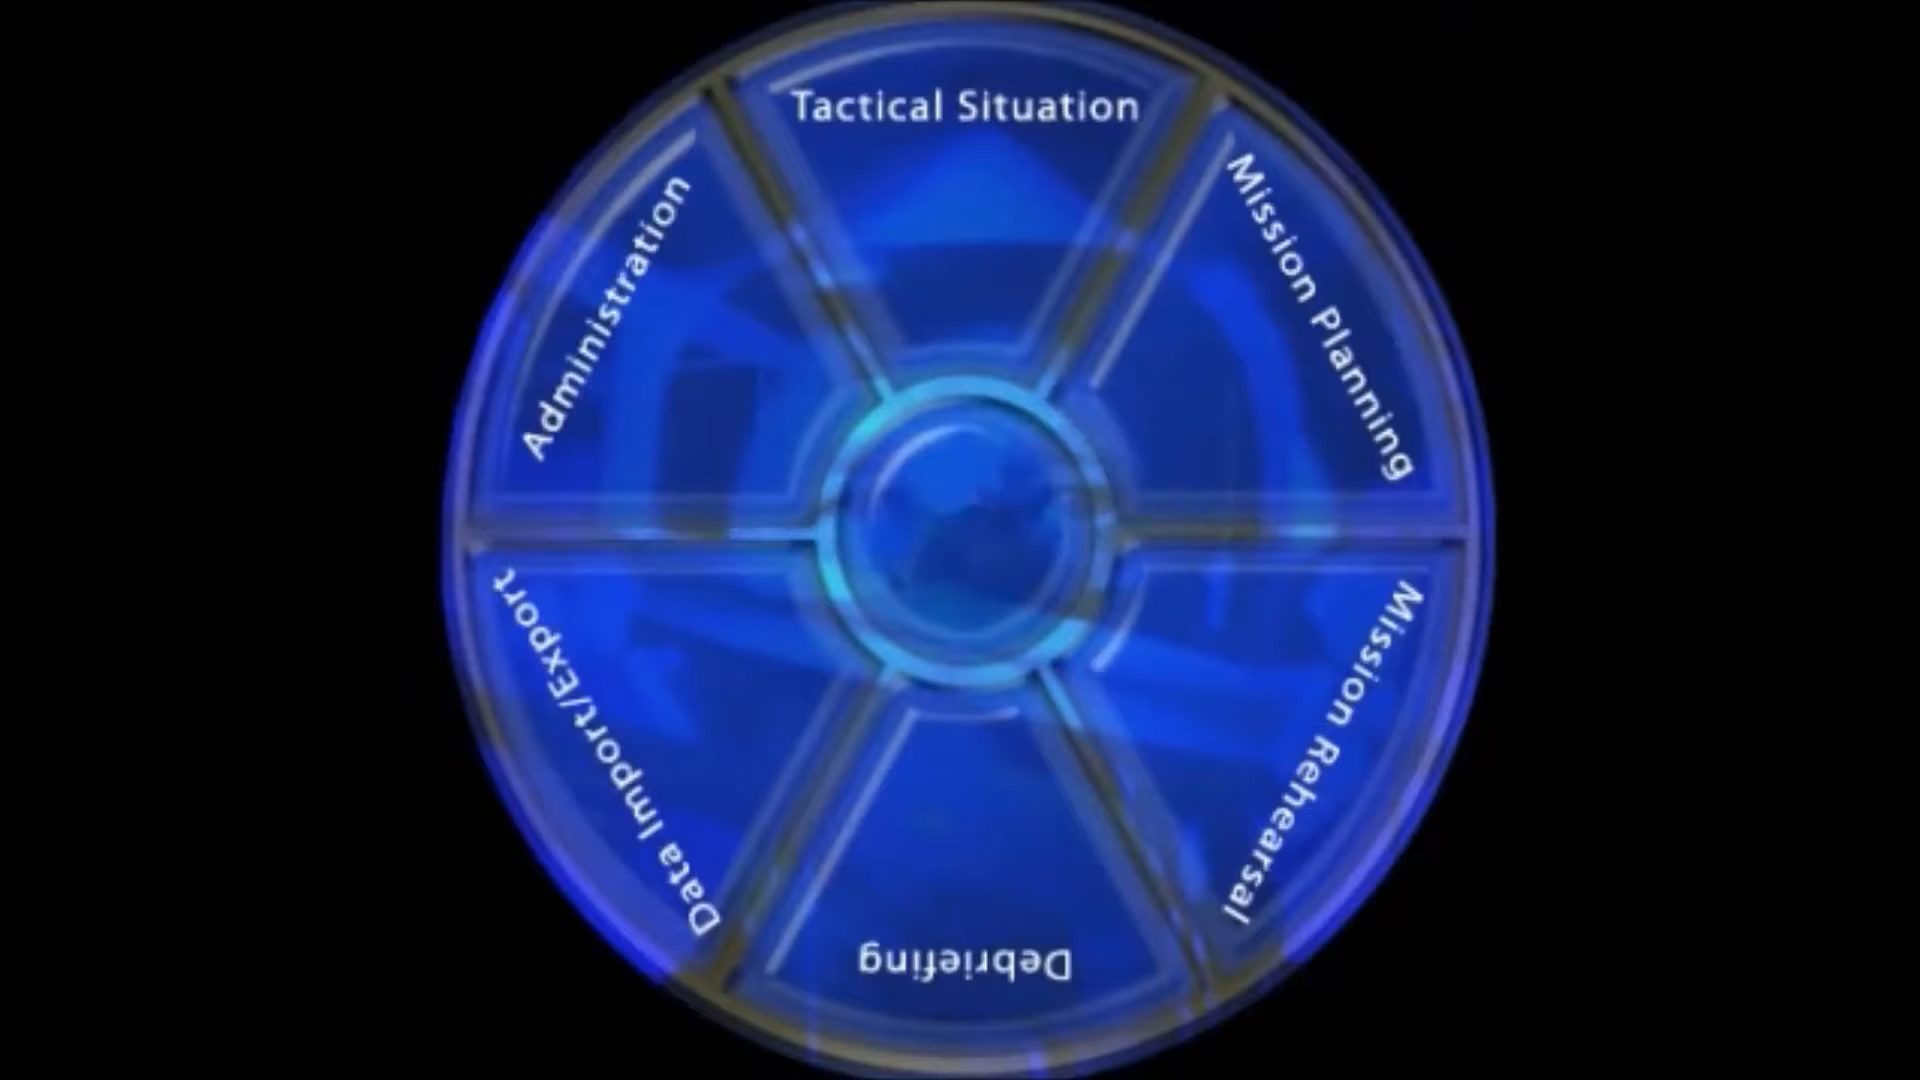 Tactical Situation
Mission Planning
Mission Rehearsal
Debriefing
Data Import/Export
Administration